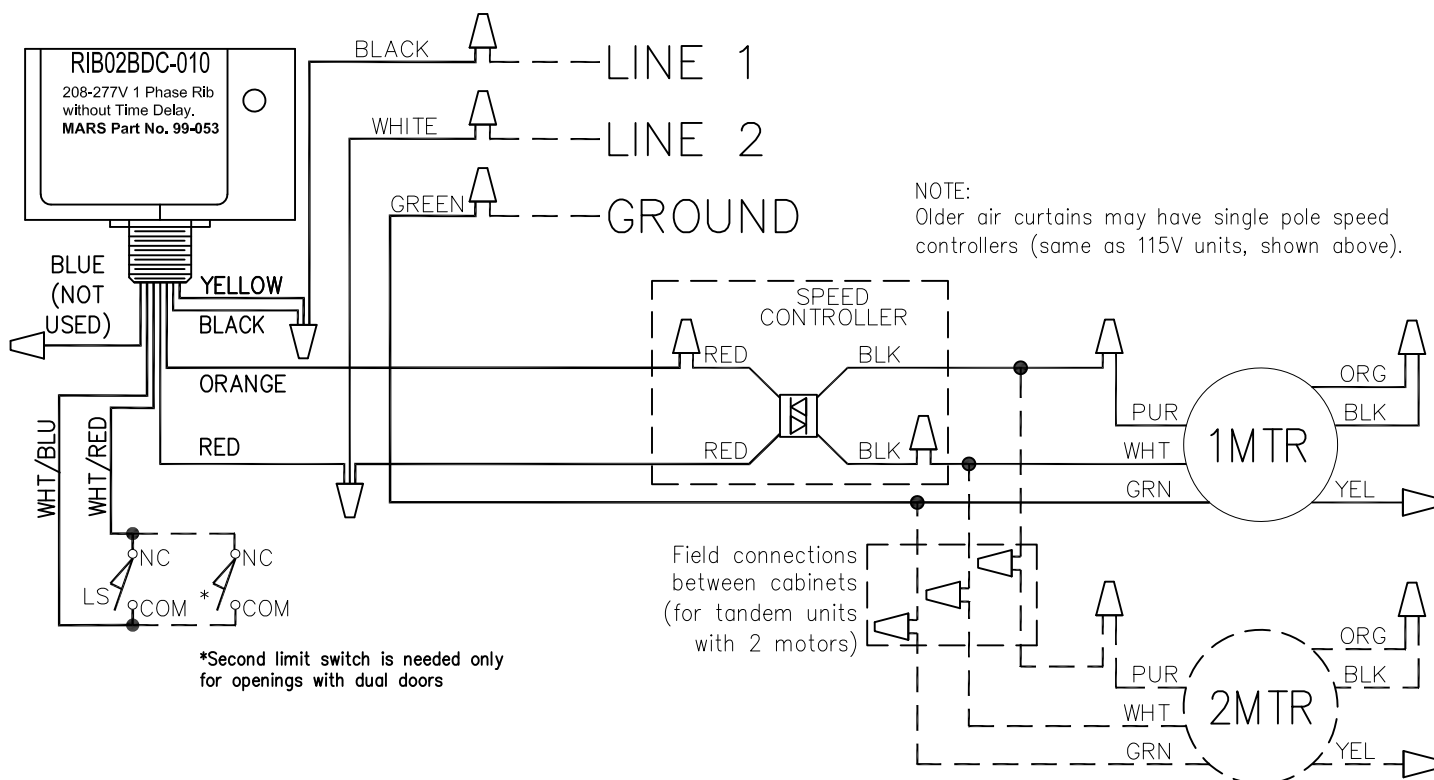 RIB02BDC-010
208-277V 1 Phase Rib
without Time Delay.
MARS Part No. 99-053
BLACK
LINE 1
WHITE
LINE 2
GREEN
GROUND
NOTE:
Older air curtains may have single pole speed
controllers (same as 115V units, shown above).
BLUE
(NOT
USED)
YELLOW
BLACK
ORANGE
RED
WHT/BLU
WHT/RED
SPEED
CONTROLLER
RED
BLK
RED
BLK
PUR
WHT
GRN
1MTR
ORG
BLK
YEL
NC
LS
COM
NC
*
COM
*Second limit switch is needed only
for openings with dual doors
Field connections
between cabinets
(for tandem units
with 2 motors)
PUR
WHT
GRN
2MTR
ORG
BLK
YEL